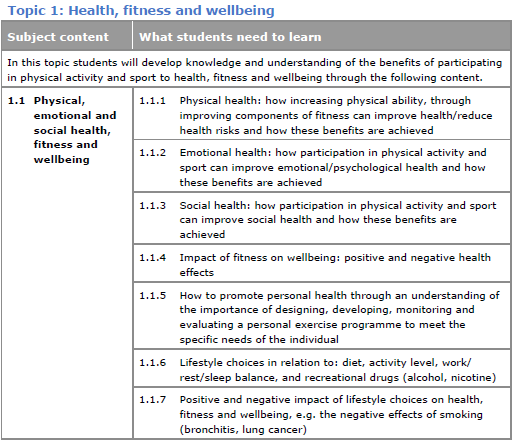 Topic 1: Health, fitness and wellbeing
Subject content What students need to learn
In this topic students will develop knowledge and understanding of the benefits of participating
in physical activity and sport to health, fitness and wellbeing through the following content.
1.1 Physical,
emotional and
social health,
fitness and
wellbeing
1.1.1 Physical health: how increasing physical ability, through
improving components of fitness can improve health/reduce
health risks and how these benefits are achieved
1.1.2 Emotional health: how participation in physical activity and
sport can improve emotional/psychological health and how
these benefits are achieved
1.1.3 Social health: how participation in physical activity and sport
can improve social health and how these benefits are
achieved
1.1.4 Impact of fitness on wellbeing: positive and negative health
effects
1.1.5 How to promote personal health through an understanding of
the importance of designing, developing, monitoring and
evaluating a personal exercise programme to meet the
specific needs of the individual
1.1.6 Lifestyle choices in relation to: diet, activity level, work/
rest/sleep balance, and recreational drugs (alcohol, nicotine)
1.1.7 Positive and negative impact of lifestyle choices on health,
fitness and wellbeing, e.g. the negative effects of smoking
(bronchitis, lung cancer)